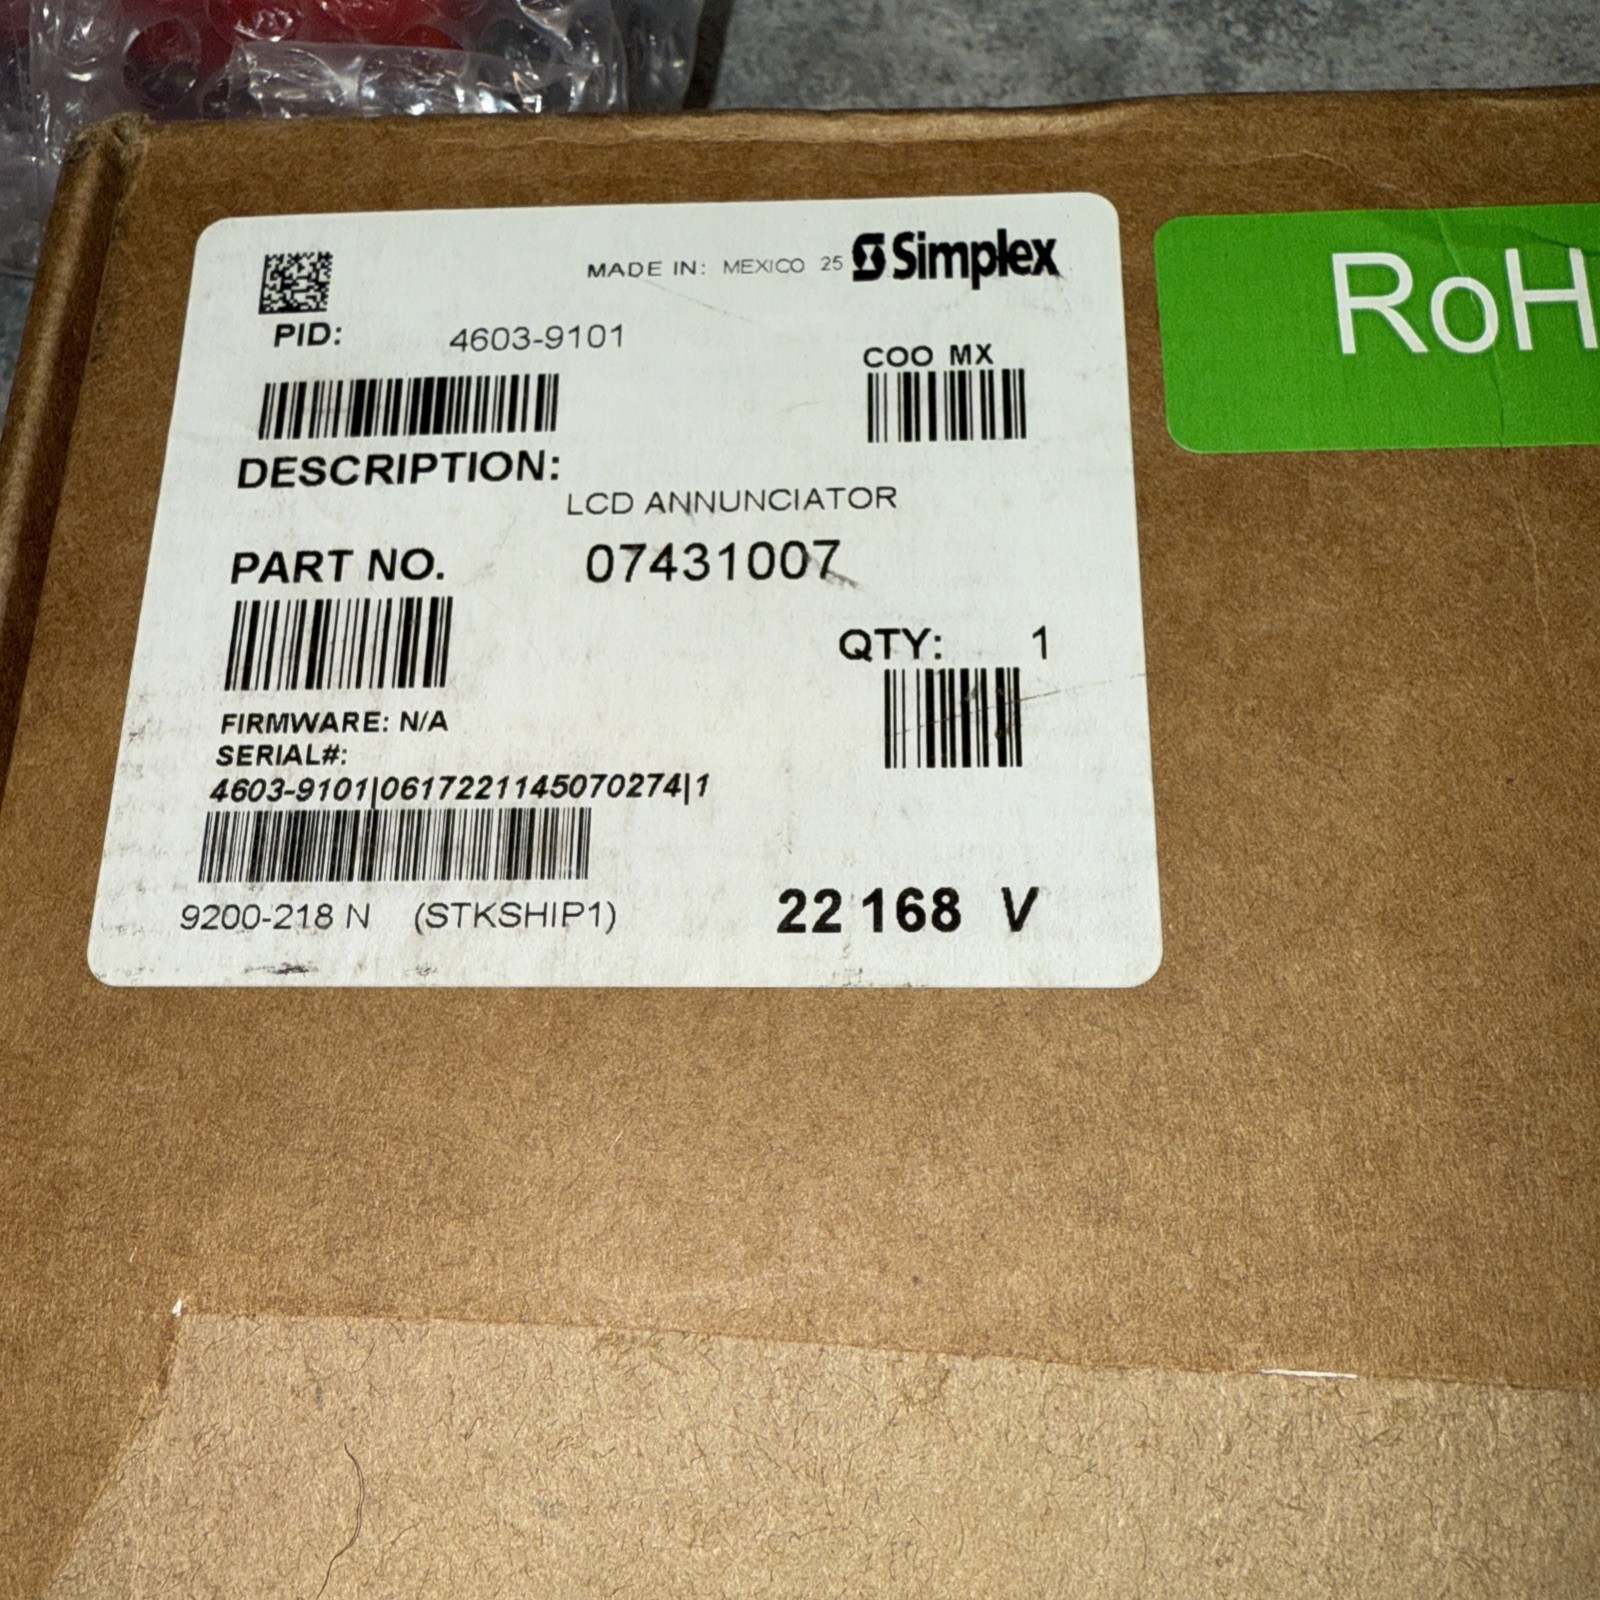 MADE IN: MEXICO 25 Simplex
PID: 4603-9101
COO MX
DESCRIPTION:
LCD ANNUNCIATOR
PART NO. 07431007
QTY: 1
FIRMWARE: N/A
SERIAL#:
4603-9101|0617221145070274|1
9200-218 N (STKSHIP1)
22 168 V
RoH